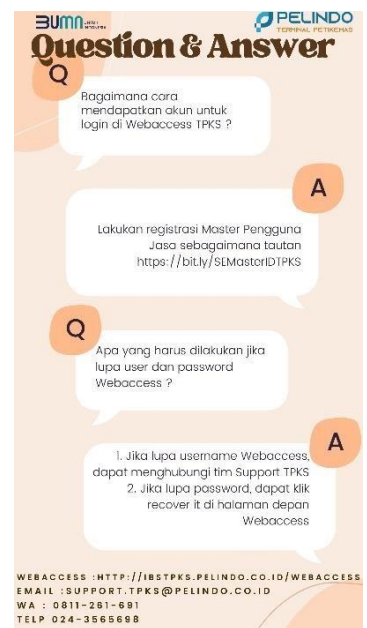 BUMN
PELINDO
TERMINAL PETIKEMAS
Question & Answer
Q
Bagaimana cara
mendapatkan akun untuk
login di Webaccess TPKS ?
A
Lakukan registrasi Master Pengguna
Jasa sebagaimana tautan
https://bit.ly/SEMasterIDTPKS
Q
Apa yang harus dilakukan jika
lupa user dan password
Webaccess ?
A
1. Jika lupa username Webaccess,
dapat menghubungi tim Support TPKS
2. Jika lupa password, dapat klik
recover it di halaman depan
Webaccess
WEBACCESS :HTTP://IBSTPKS.PELINDO.CO.ID/WEBACCESS
EMAIL :SUPPORT.TPKS@PELINDO.CO.ID
WA : 0811-261-691
TELP 024-3565698